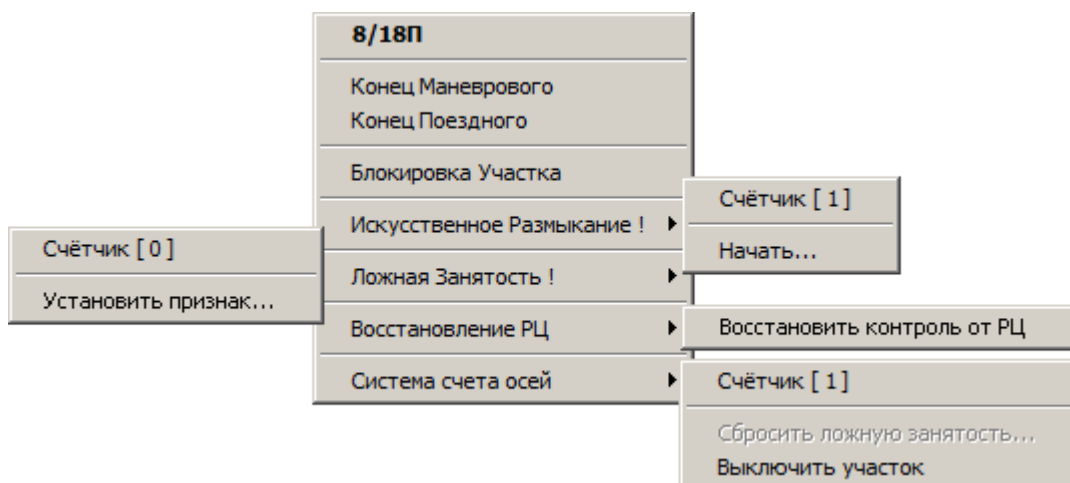 8/18П
Конец Маневрового
Конец Поездного
Блокировка Участка
Искусственное Размыкание !
Ложная Занятость !
Восстановление РЦ
Система счета осей
Счётчик [ 0 ]
Установить признак...
Счётчик [ 1 ]
Начать...
Восстановить контроль от РЦ
Счётчик [ 1 ]
Сбросить ложную занятость...
Выключить участок